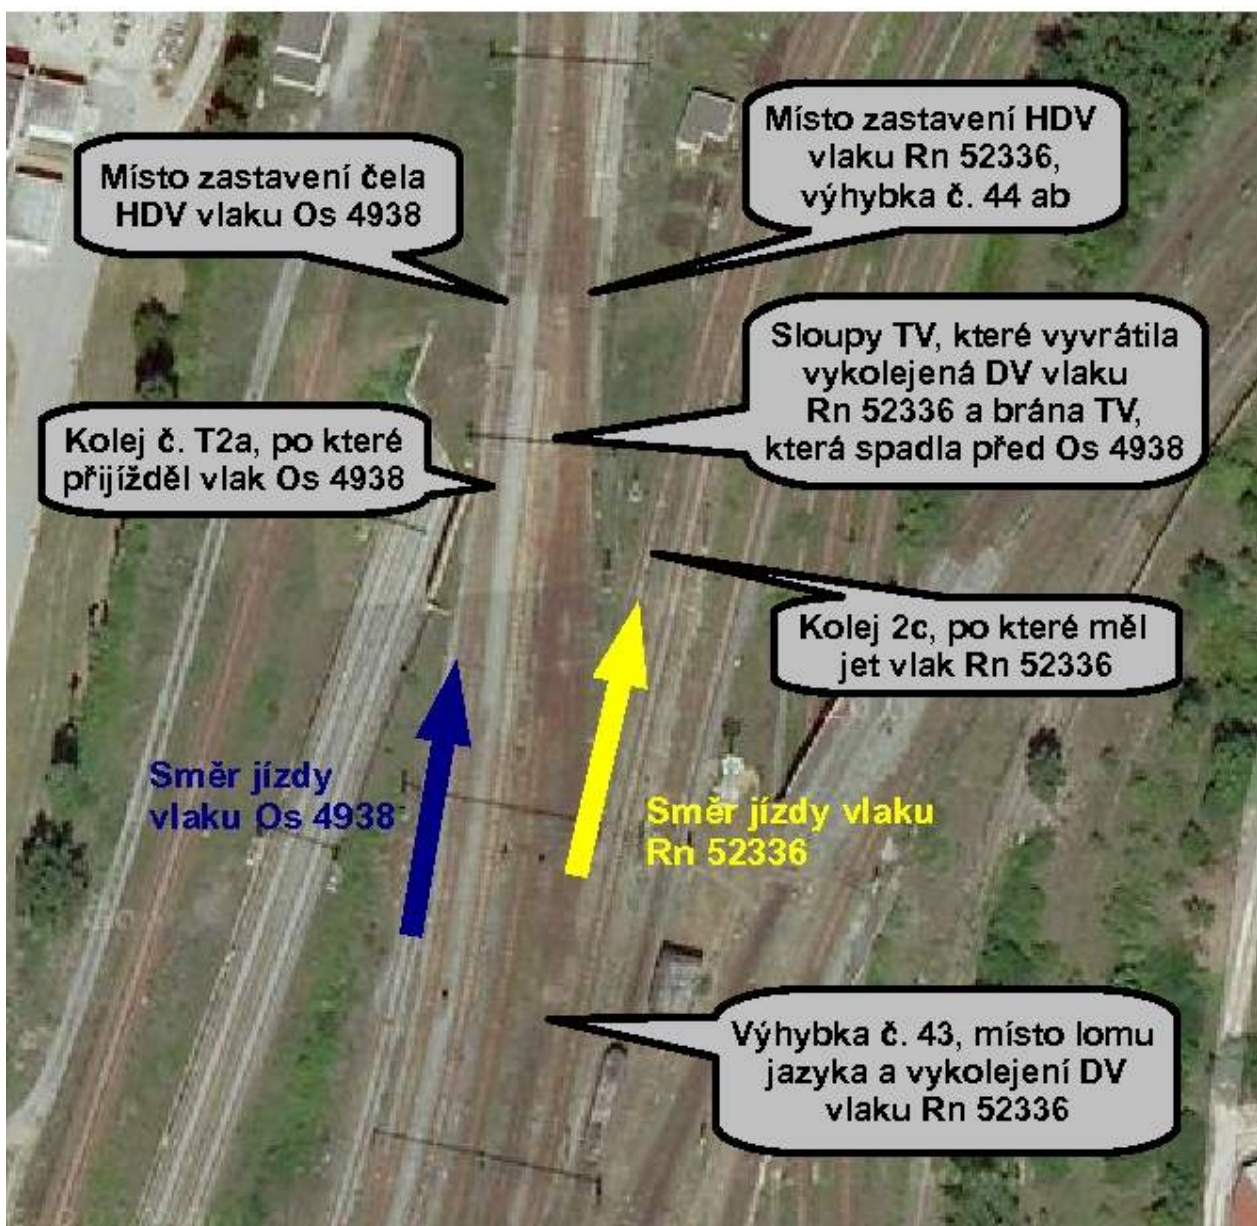 Místo zastavení HDV
vlaku Rn 52336,
výhybka č. 44 ab
Místo zastavení čela
HDV vlaku Os 4938
Sloupy TV, které vyvrátila
vykolejená DV vlaku
Rn 52336 a brána TV,
která spadla před Os 4938
Kolej č. T2a, po které
přijížděl vlak Os 4938
Kolej 2c, po které měl
jet vlak Rn 52336
Směr jízdy
vlaku Os 4938
Směr jízdy vlaku
Rn 52336
Výhybka č. 43, místo lomu
jazyka a vykolejení DV
vlaku Rn 52336